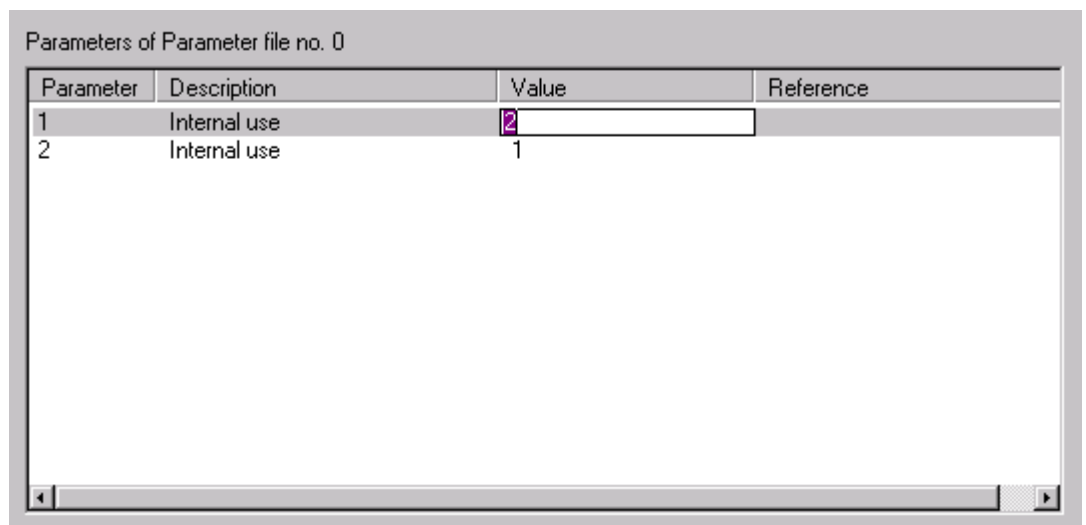 Parameters of Parameter file no. 0
Parameter Description Value Reference
1 Internal use 2
2 Internal use 1